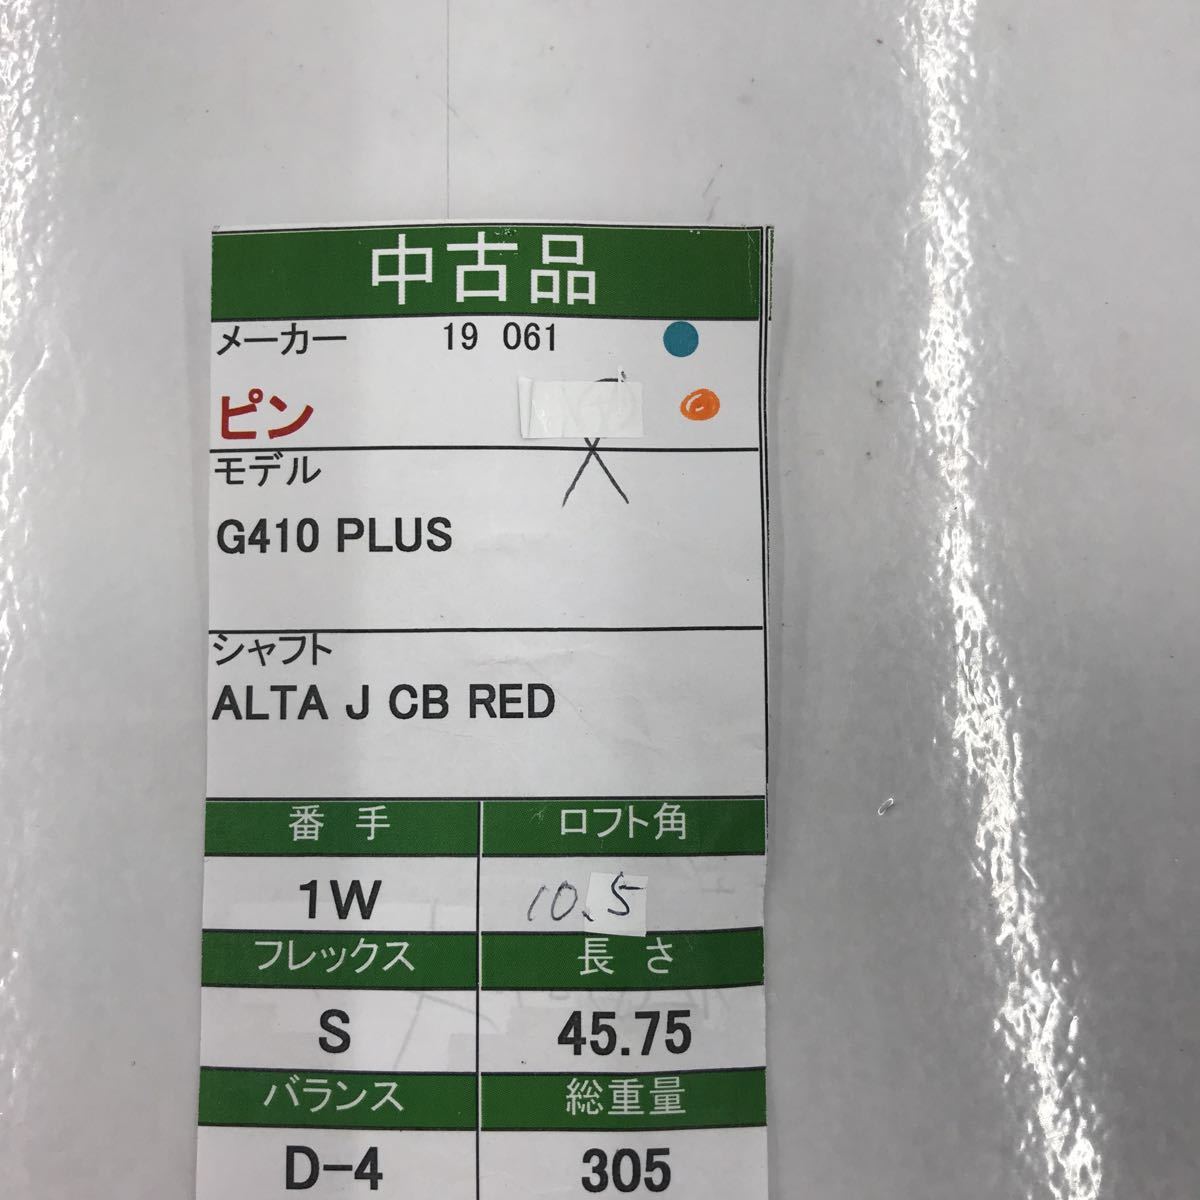 中古品
メーカー 19 061
ピン
モデル
G410 PLUS
シャフト
ALTA J CB RED
番手 ロフト角
1W 10.5
フレックス 長さ
S 45.75
バランス 総重量
D-4 305